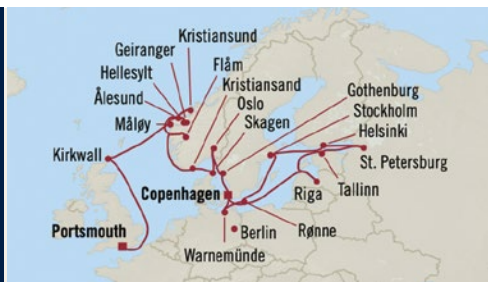 Kristiansund
Geiranger
Flåm
Hellesylt
Kristiansand
Ålesund
Oslo
Gothenburg
Måløy
Skagen
Stockholm
Helsinki
Kirkwall
St. Petersburg
Copenhagen
Tallinn
Riga
Portsmouth
Berlin
Rønne
Warnemünde